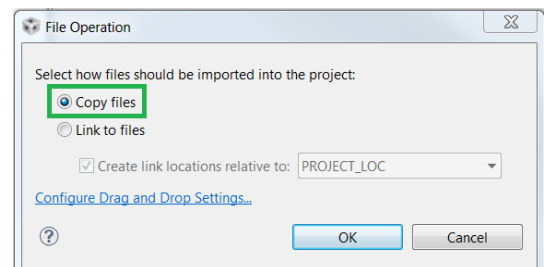 File Operation
Select how files should be imported into the project:
Copy files
Link to files
Create link locations relative to: PROJECT_LOC
Configure Drag and Drop Settings...
OK Cancel